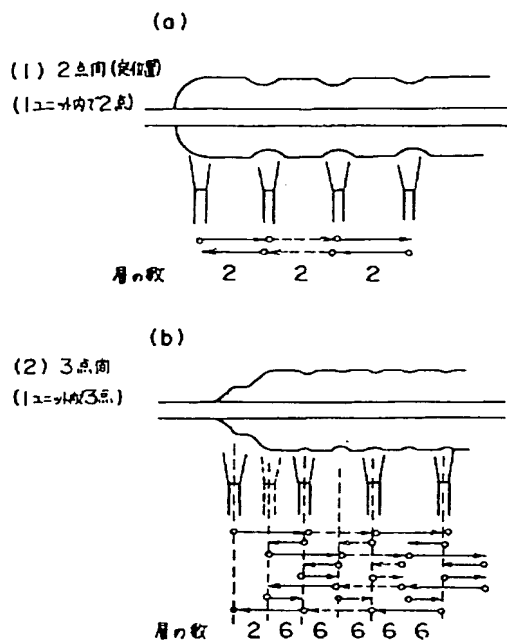 (a)
(1) 2点間(定位置)
(1ユニット内で2点)
層の数 2 2 2
(b)
(2) 3点間
(1ユニット内3点)
層の数 2 6 6 6 6 6